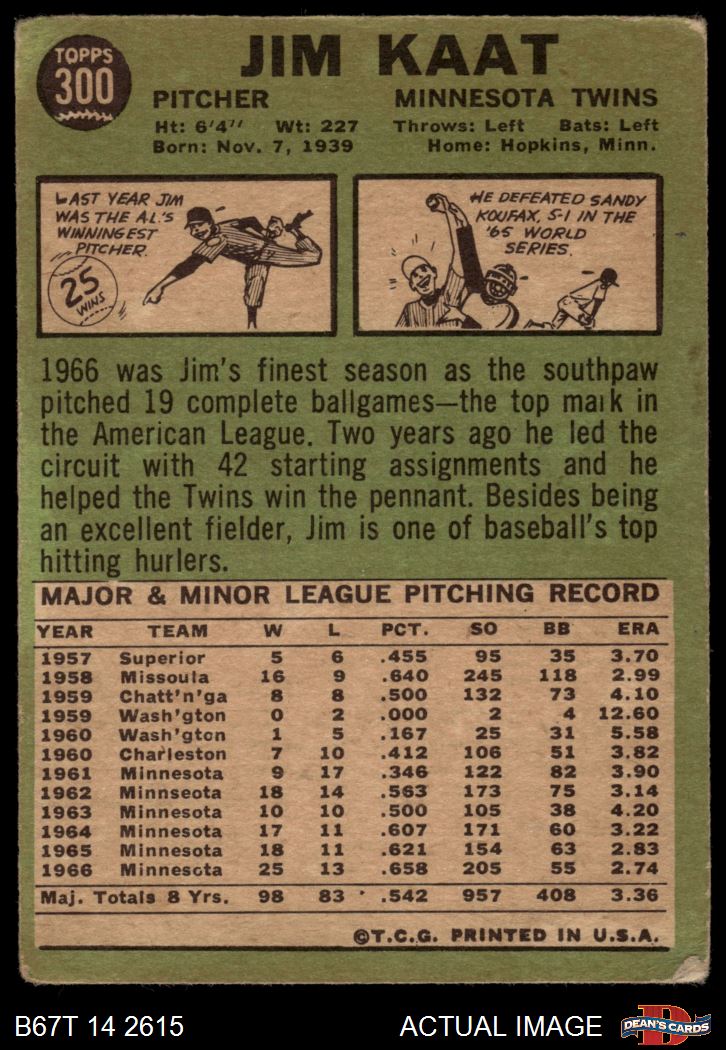 TOPPS
300
JIM KAAT
PITCHER MINNESOTA TWINS
Ht: 6'4" Wt: 227 Throws: Left Bats: Left
Born: Nov. 7, 1939 Home: Hopkins, Minn.
LAST YEAR JIM
WAS THE A.L.'S
WINNINGEST
PITCHER.
25
WINS
HE DEFEATED SANDY
KOUFAX, 5-1 IN THE
'65 WORLD
SERIES.
1966 was Jim's finest season as the southpaw
pitched 19 complete ballgames—the top mark in
the American League. Two years ago he led the
circuit with 42 starting assignments and he
helped the Twins win the pennant. Besides being
an excellent fielder, Jim is one of baseball's top
hitting hurlers.
MAJOR & MINOR LEAGUE PITCHING RECORD
YEAR TEAM W L PCT. SO BB ERA
1957 Superior 5 6 .455 95 35 3.70
1958 Missoula 16 9 .640 245 118 2.99
1959 Chatt'n'ga 8 8 .500 132 73 4.10
1959 Wash'gton 0 2 .000 2 4 12.60
1960 Wash'gton 1 5 .167 25 31 5.58
1960 Charleston 7 10 .412 106 51 3.82
1961 Minnesota 9 17 .346 122 82 3.90
1962 Minnseota 18 14 .563 173 75 3.14
1963 Minnesota 10 10 .500 105 38 4.20
1964 Minnesota 17 11 .607 171 60 3.22
1965 Minnesota 18 11 .621 154 63 2.83
1966 Minnesota 25 13 .658 205 55 2.74
Maj. Totals 8 Yrs. 98 83 .542 957 408 3.36
©T.C.G. PRINTED IN U.S.A.
B67T 14 2615 ACTUAL IMAGE D DEAN'S CARDS